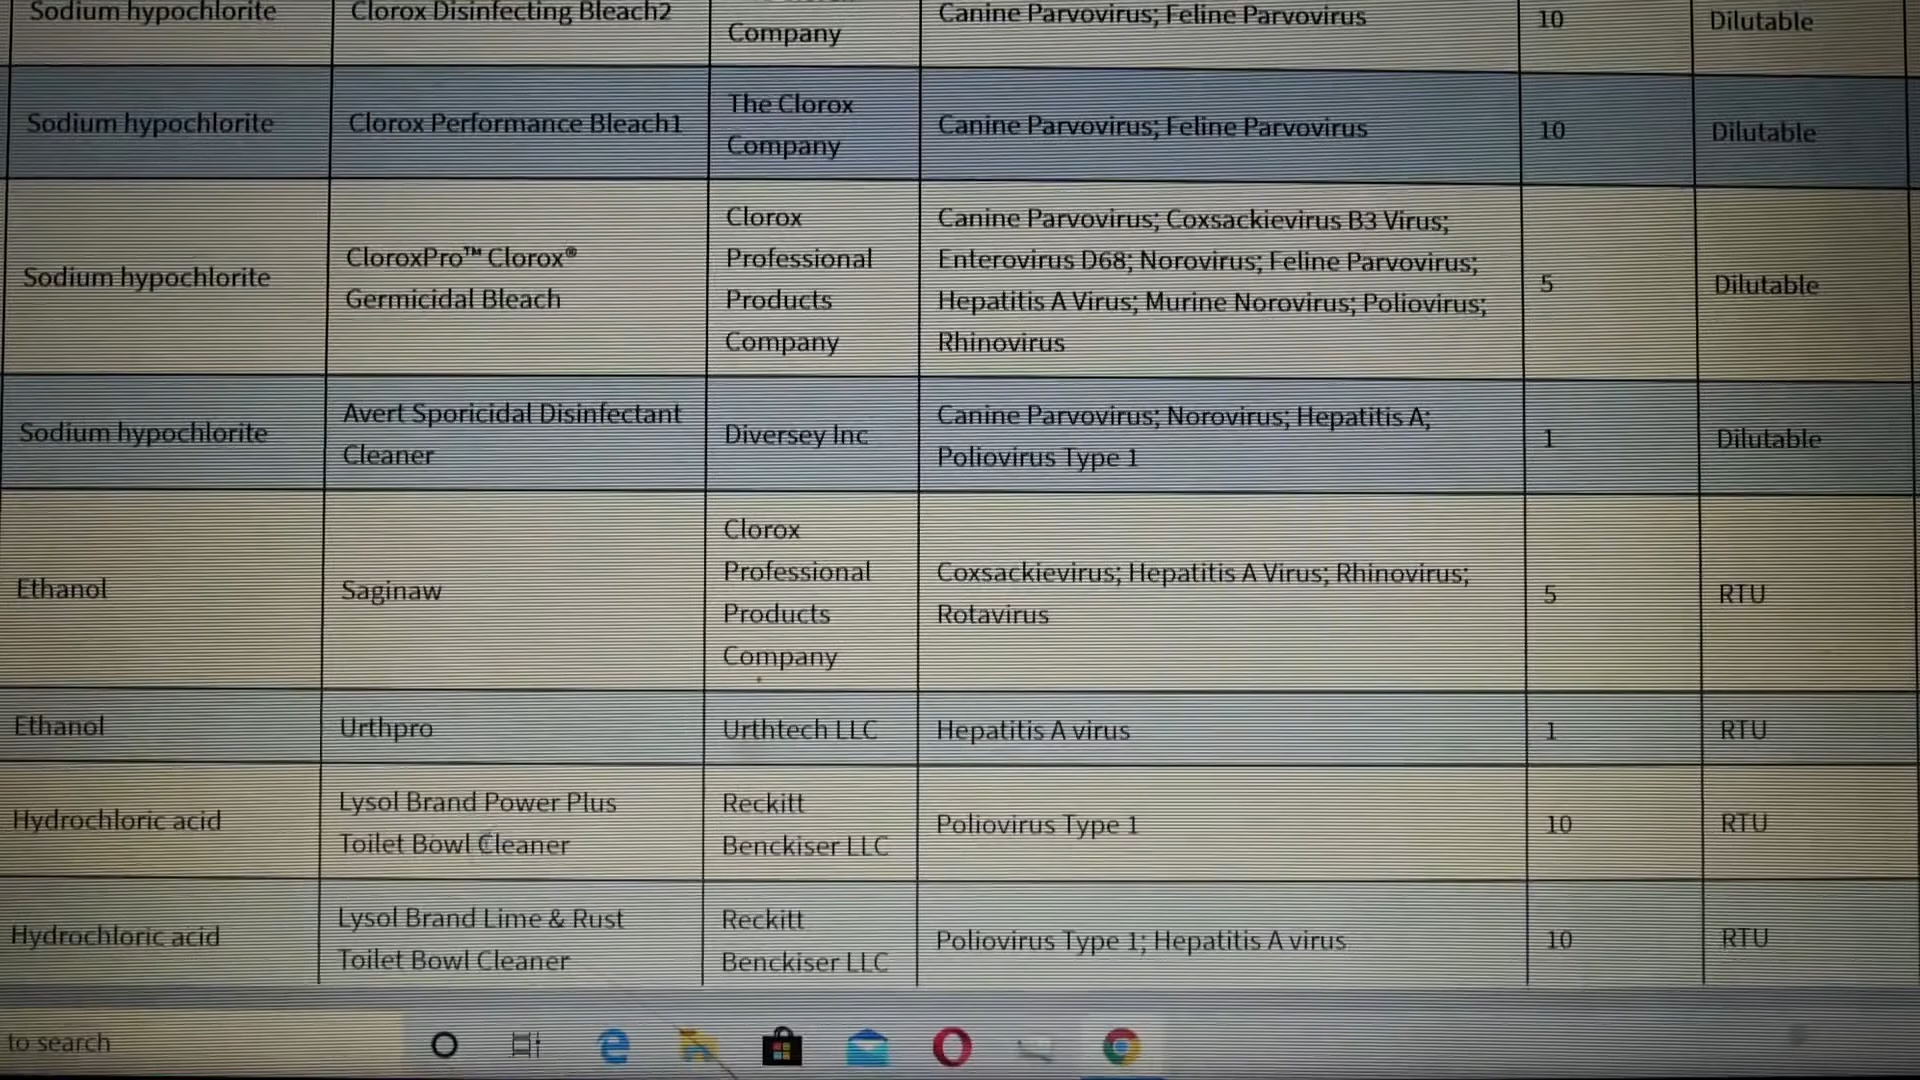 Sodium hypochlorite Clorox Disinfecting Bleach2 Company Canine Parvovirus; Feline Parvovirus 10 Dilutable
Sodium hypochlorite Clorox Performance Bleach1 The Clorox Company Canine Parvovirus; Feline Parvovirus 10 Dilutable
Sodium hypochlorite
CloroxPro™ Clorox®
Germicidal Bleach
Clorox
Professional
Products
Company
Canine Parvovirus; Coxsackievirus B3 Virus;
Enterovirus D68; Norovirus; Feline Parvovirus;
Hepatitis A Virus; Murine Norovirus; Poliovirus;
Rhinovirus
5
Dilutable
Sodium hypochlorite
Avert Sporicidal Disinfectant
Cleaner
Diversey Inc
Canine Parvovirus; Norovirus; Hepatitis A;
Poliovirus Type 1
1
Dilutable
Ethanol
Saginaw
Clorox
Professional
Products
Company
Coxsackievirus; Hepatitis A Virus; Rhinovirus;
Rotavirus
5
RTU
Ethanol
Urthpro
Urthtech LLC
Hepatitis A virus
1
RTU
Hydrochloric acid
Lysol Brand Power Plus
Toilet Bowl Cleaner
Reckitt
Benckiser LLC
Poliovirus Type 1
10
RTU
Hydrochloric acid
Lysol Brand Lime & Rust
Toilet Bowl Cleaner
Reckitt
Benckiser LLC
Poliovirus Type 1; Hepatitis A virus
10
RTU
to search